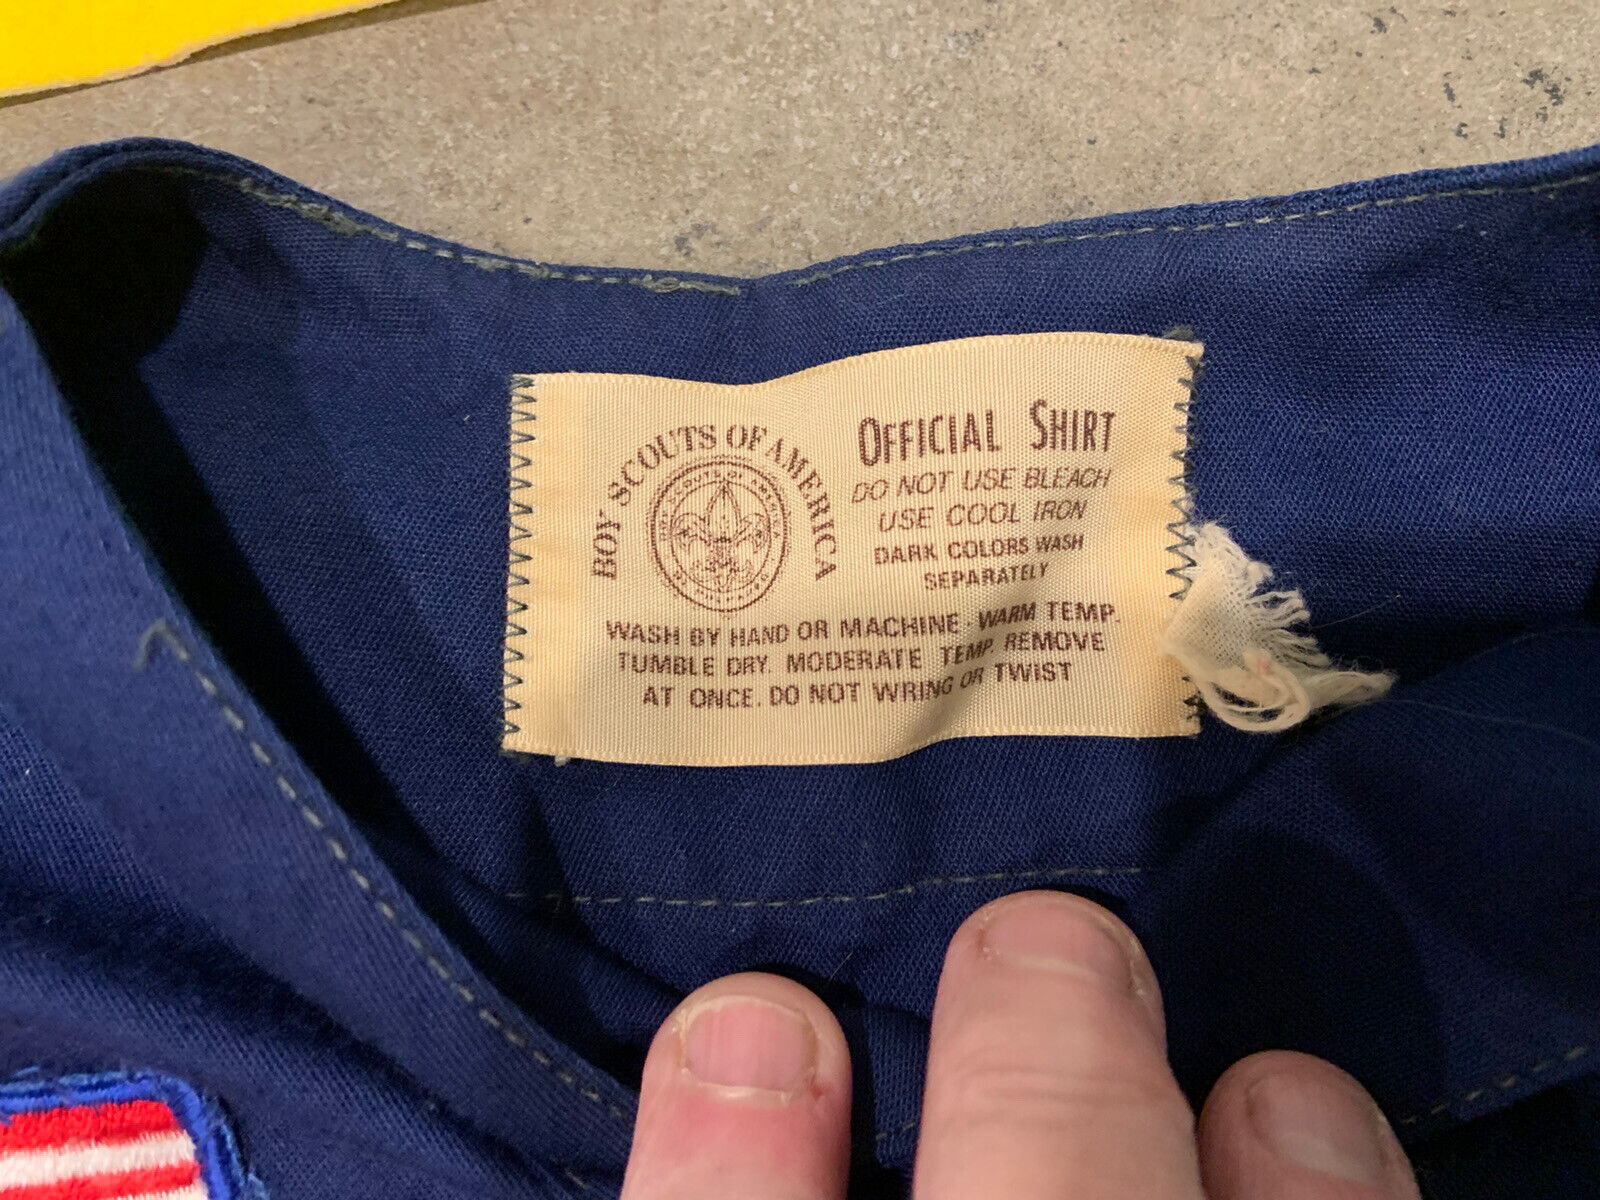 BOY SCOUTS OF AMERICA
OFFICIAL SHIRT
DO NOT USE BLEACH
USE COOL IRON
DARK COLORS WASH
SEPARATELY
WASH BY HAND OR MACHINE WARM TEMP.
TUMBLE DRY. MODERATE TEMP. REMOVE
AT ONCE. DO NOT WRING OR TWIST